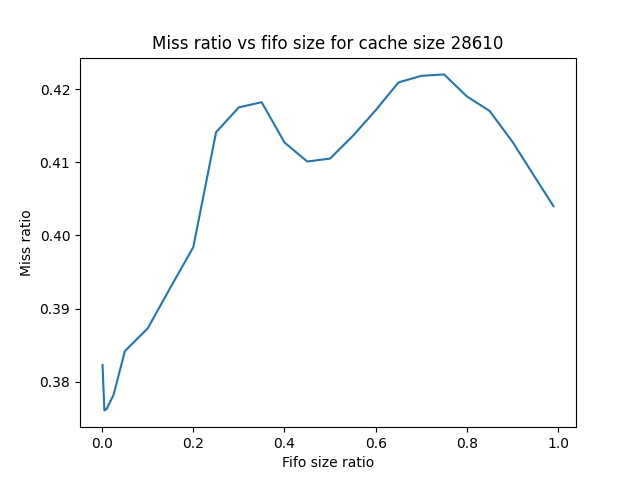 Miss ratio vs fifo size for cache size 28610
0.42
0.41
0.40
0.39
0.38
Miss ratio
0.0 0.2 0.4 0.6 0.8 1.0
Fifo size ratio